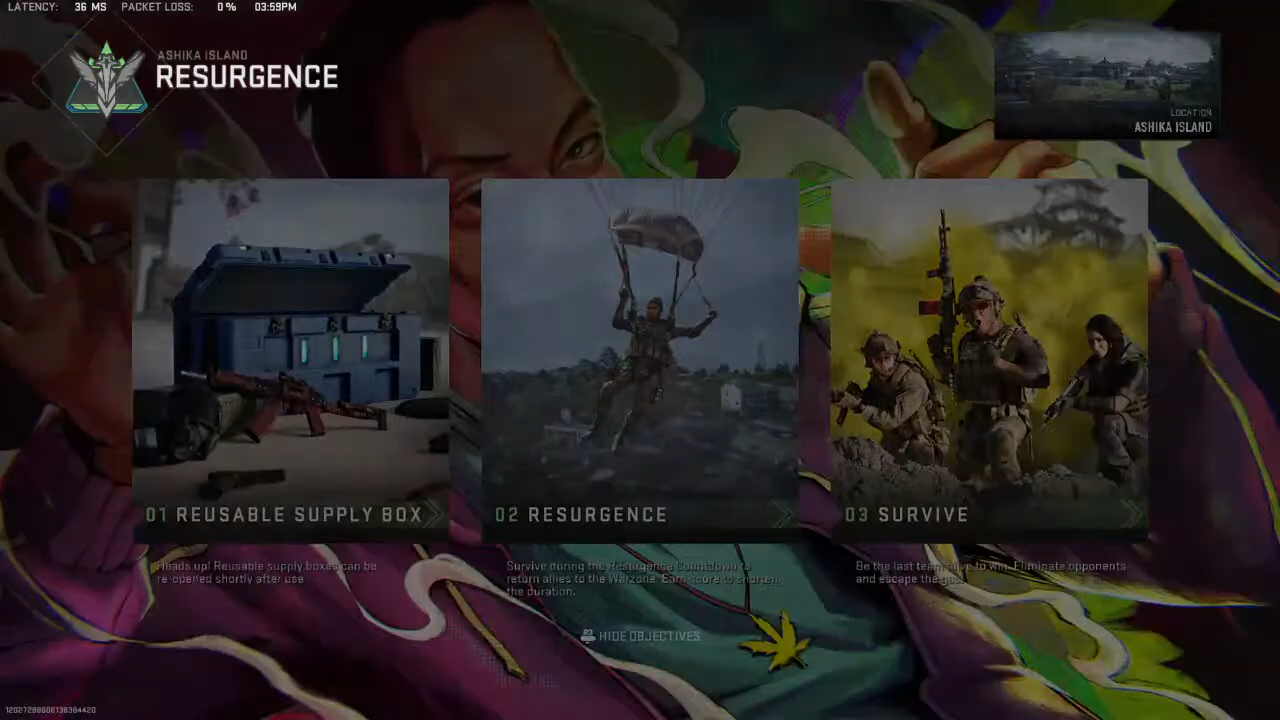 LATENCY: 36 MS PACKET LOSS: 0 % 03:59PM
ASHIKA ISLAND
RESURGENCE
LOCATION
ASHIKA ISLAND
01 REUSABLE SUPPLY BOX
02 RESURGENCE
03 SURVIVE
Heads up! Reusable supply boxes can be
re-opened shortly after use
Survive during the Resurgence Countdown to
return allies to the Warzone. Earn score to shorten
the duration.
Be the last team alive to win. Eliminate opponents
and escape the gas!
R3 HIDE OBJECTIVES